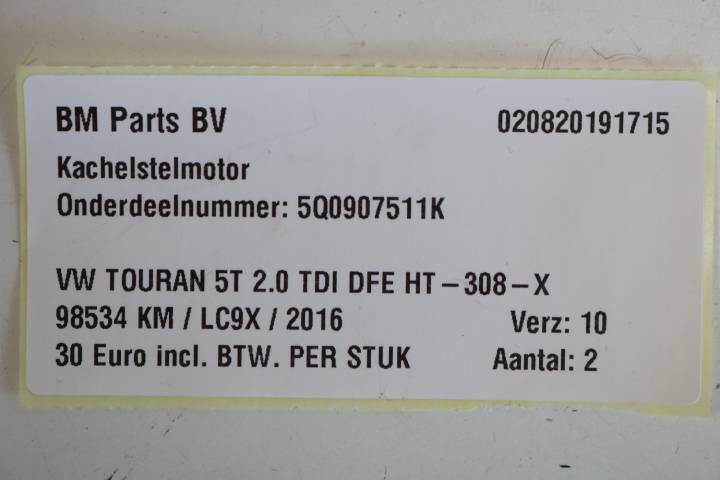 BM Parts BV 020820191715
Kachelstelmotor
Onderdeelnummer: 5Q0907511K
VW TOURAN 5T 2.0 TDI DFE HT-308-X
98534 KM / LC9X / 2016 Verz: 10
30 Euro incl. BTW. PER STUK Aantal: 2